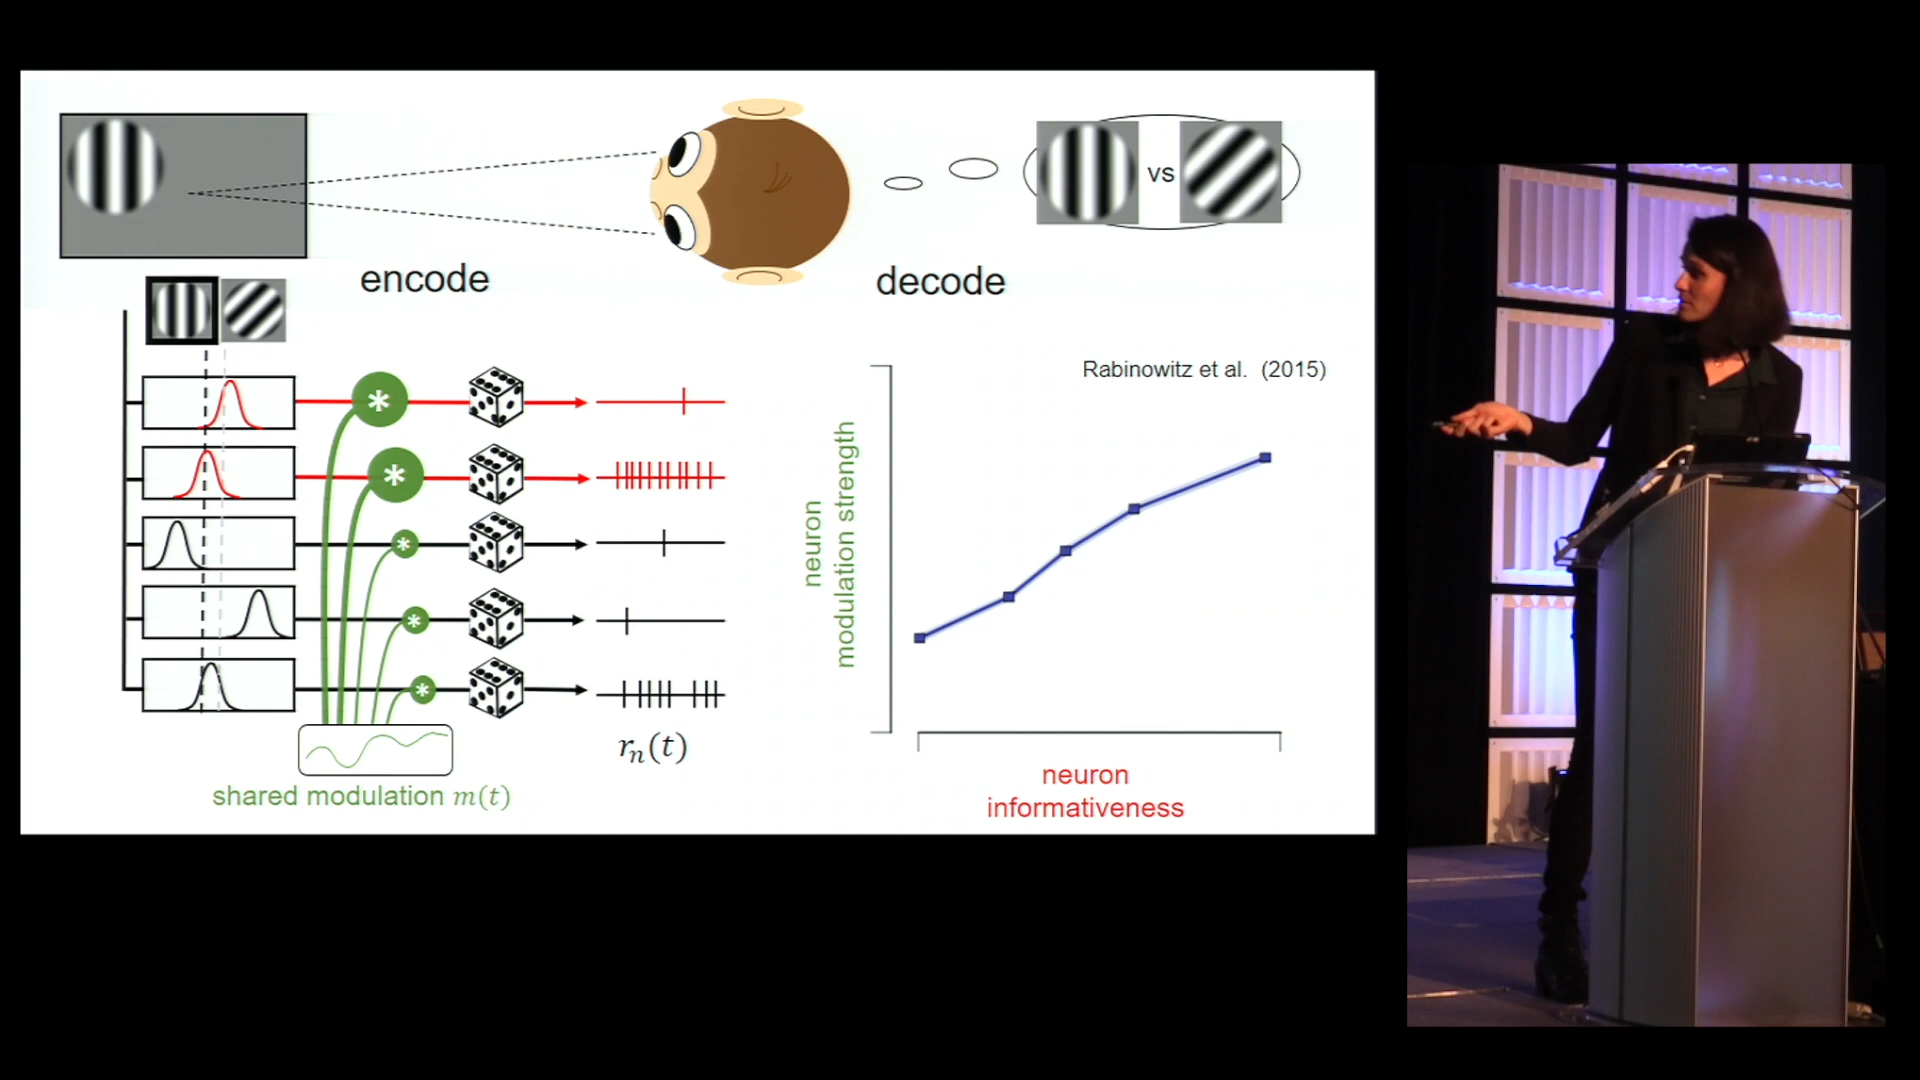 vs
encode
decode
Rabinowitz et al. (2015)
*
*
*
*
*
neuron
modulation strength
r_n(t)
shared modulation m(t)
neuron
informativeness